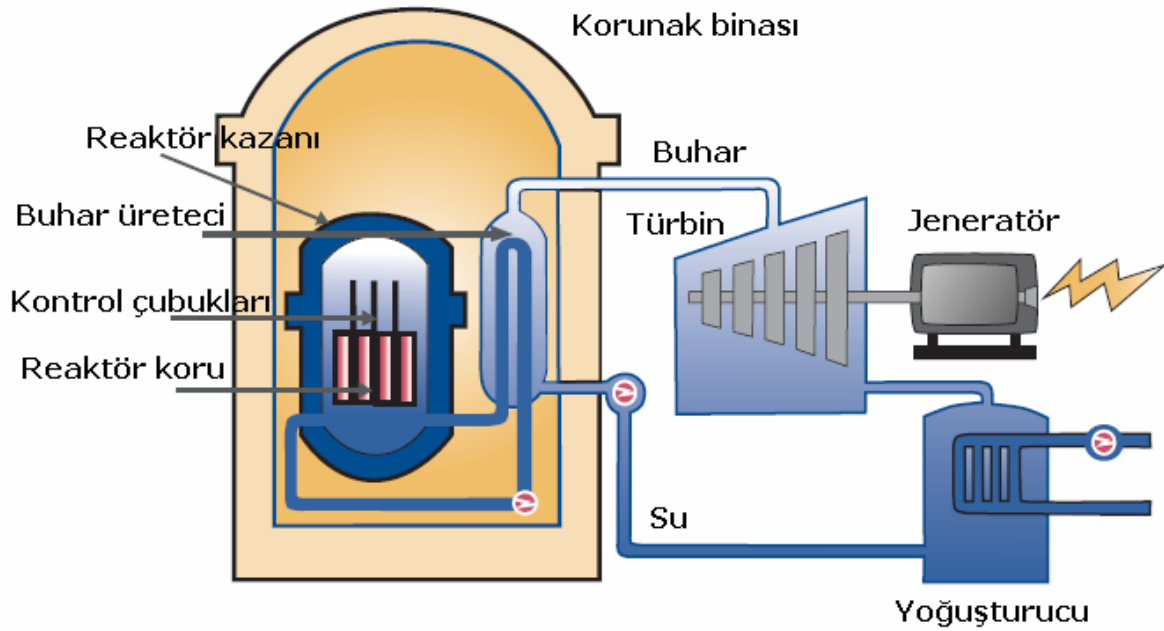 Korunak binası
Reaktör kazanı
Buhar
Buhar üreteci
Türbin
Jeneratör
Kontrol çubukları
Reaktör koru
Su
Yoğuşturucu